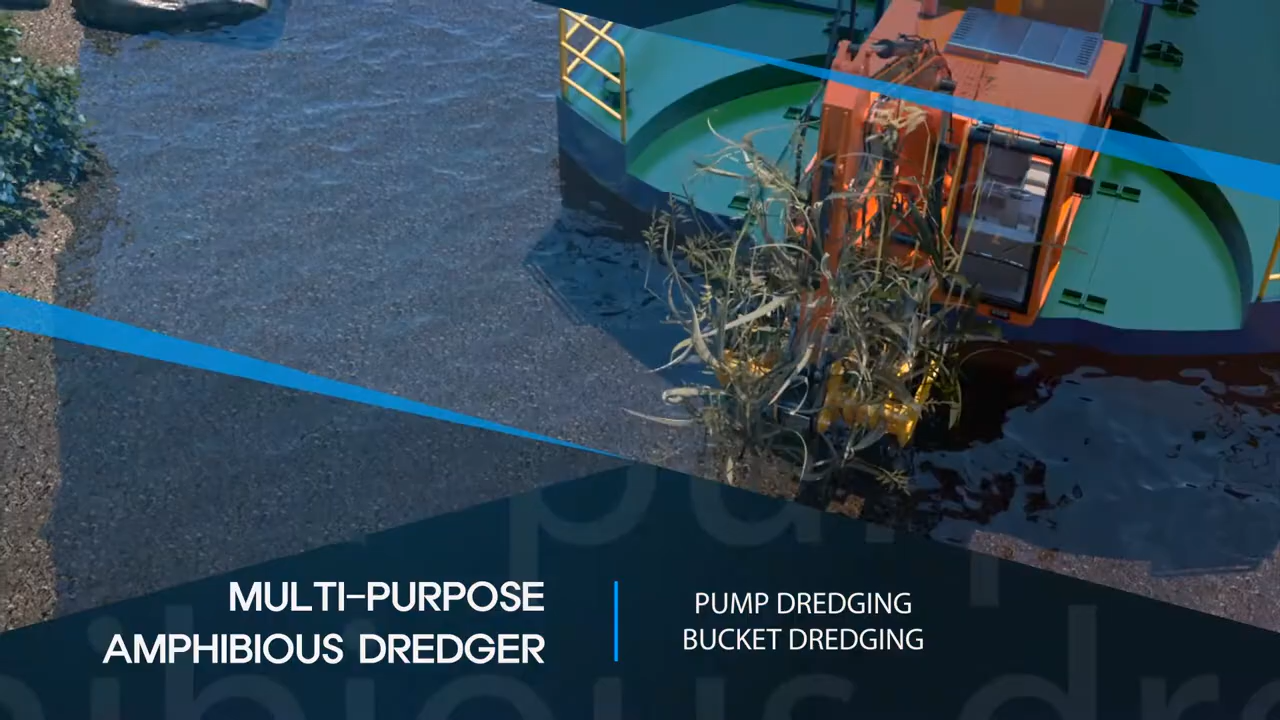 MULTI-PURPOSE
AMPHIBIOUS DREDGER
PUMP DREDGING
BUCKET DREDGING